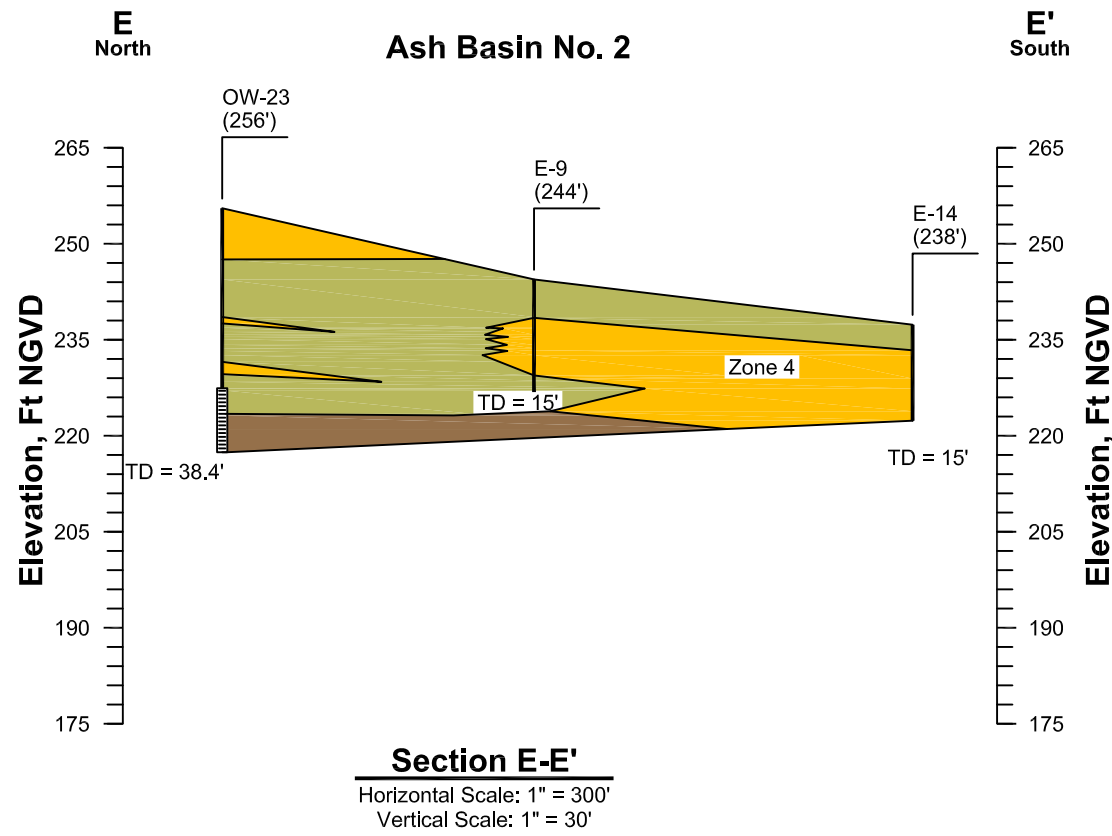 E
North
Ash Basin No. 2
E'
South
OW-23
(256')
E-9
(244')
E-14
(238')
Elevation, Ft NGVD
265
250
235
220
205
190
175
Zone 4
TD = 15'
TD = 38.4'
TD = 15'
265
250
235
220
205
190
175
Elevation, Ft NGVD
Section E-E'
Horizontal Scale: 1" = 300'
Vertical Scale: 1" = 30'